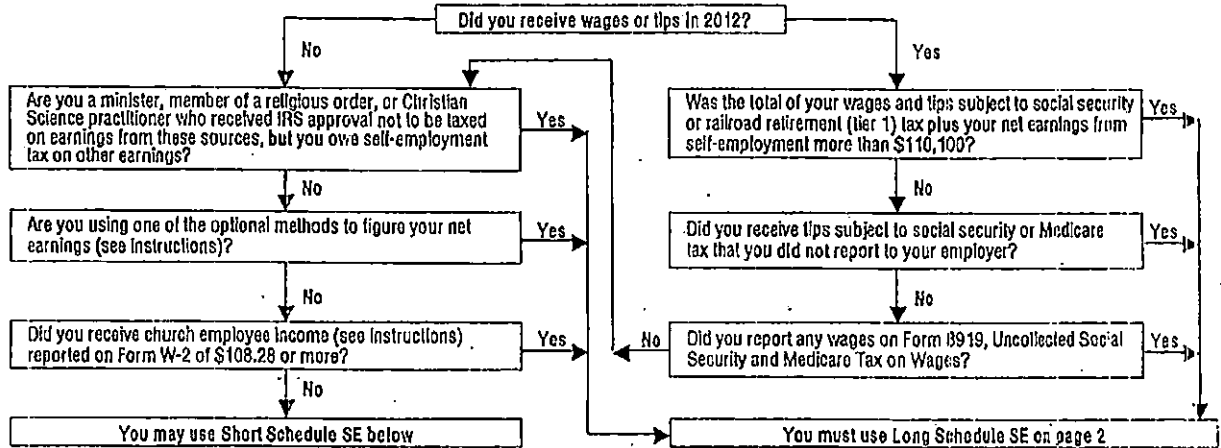 Did you receive wages or tips in 2012?
No
Yes
Are you a minister, member of a religious order, or Christian
Science practitioner who received IRS approval not to be taxed
on earnings from these sources, but you owe self-employment
tax on other earnings?
Yes
Was the total of your wages and tips subject to social security
or railroad retirement (tier 1) tax plus your net earnings from
self-employment more than $110,100?
Yes
No
No
Are you using one of the optional methods to figure your net
earnings (see instructions)?
Yes
Did you receive tips subject to social security or Medicare
tax that you did not report to your employer?
Yes
No
No
Did you receive church employee income (see instructions)
reported on Form W-2 of $108.28 or more?
Yes
No
Did you report any wages on Form 8919, Uncollected Social
Security and Medicare Tax on Wages?
Yes
No
You may use Short Schedule SE below
You must use Long Schedule SE on page 2